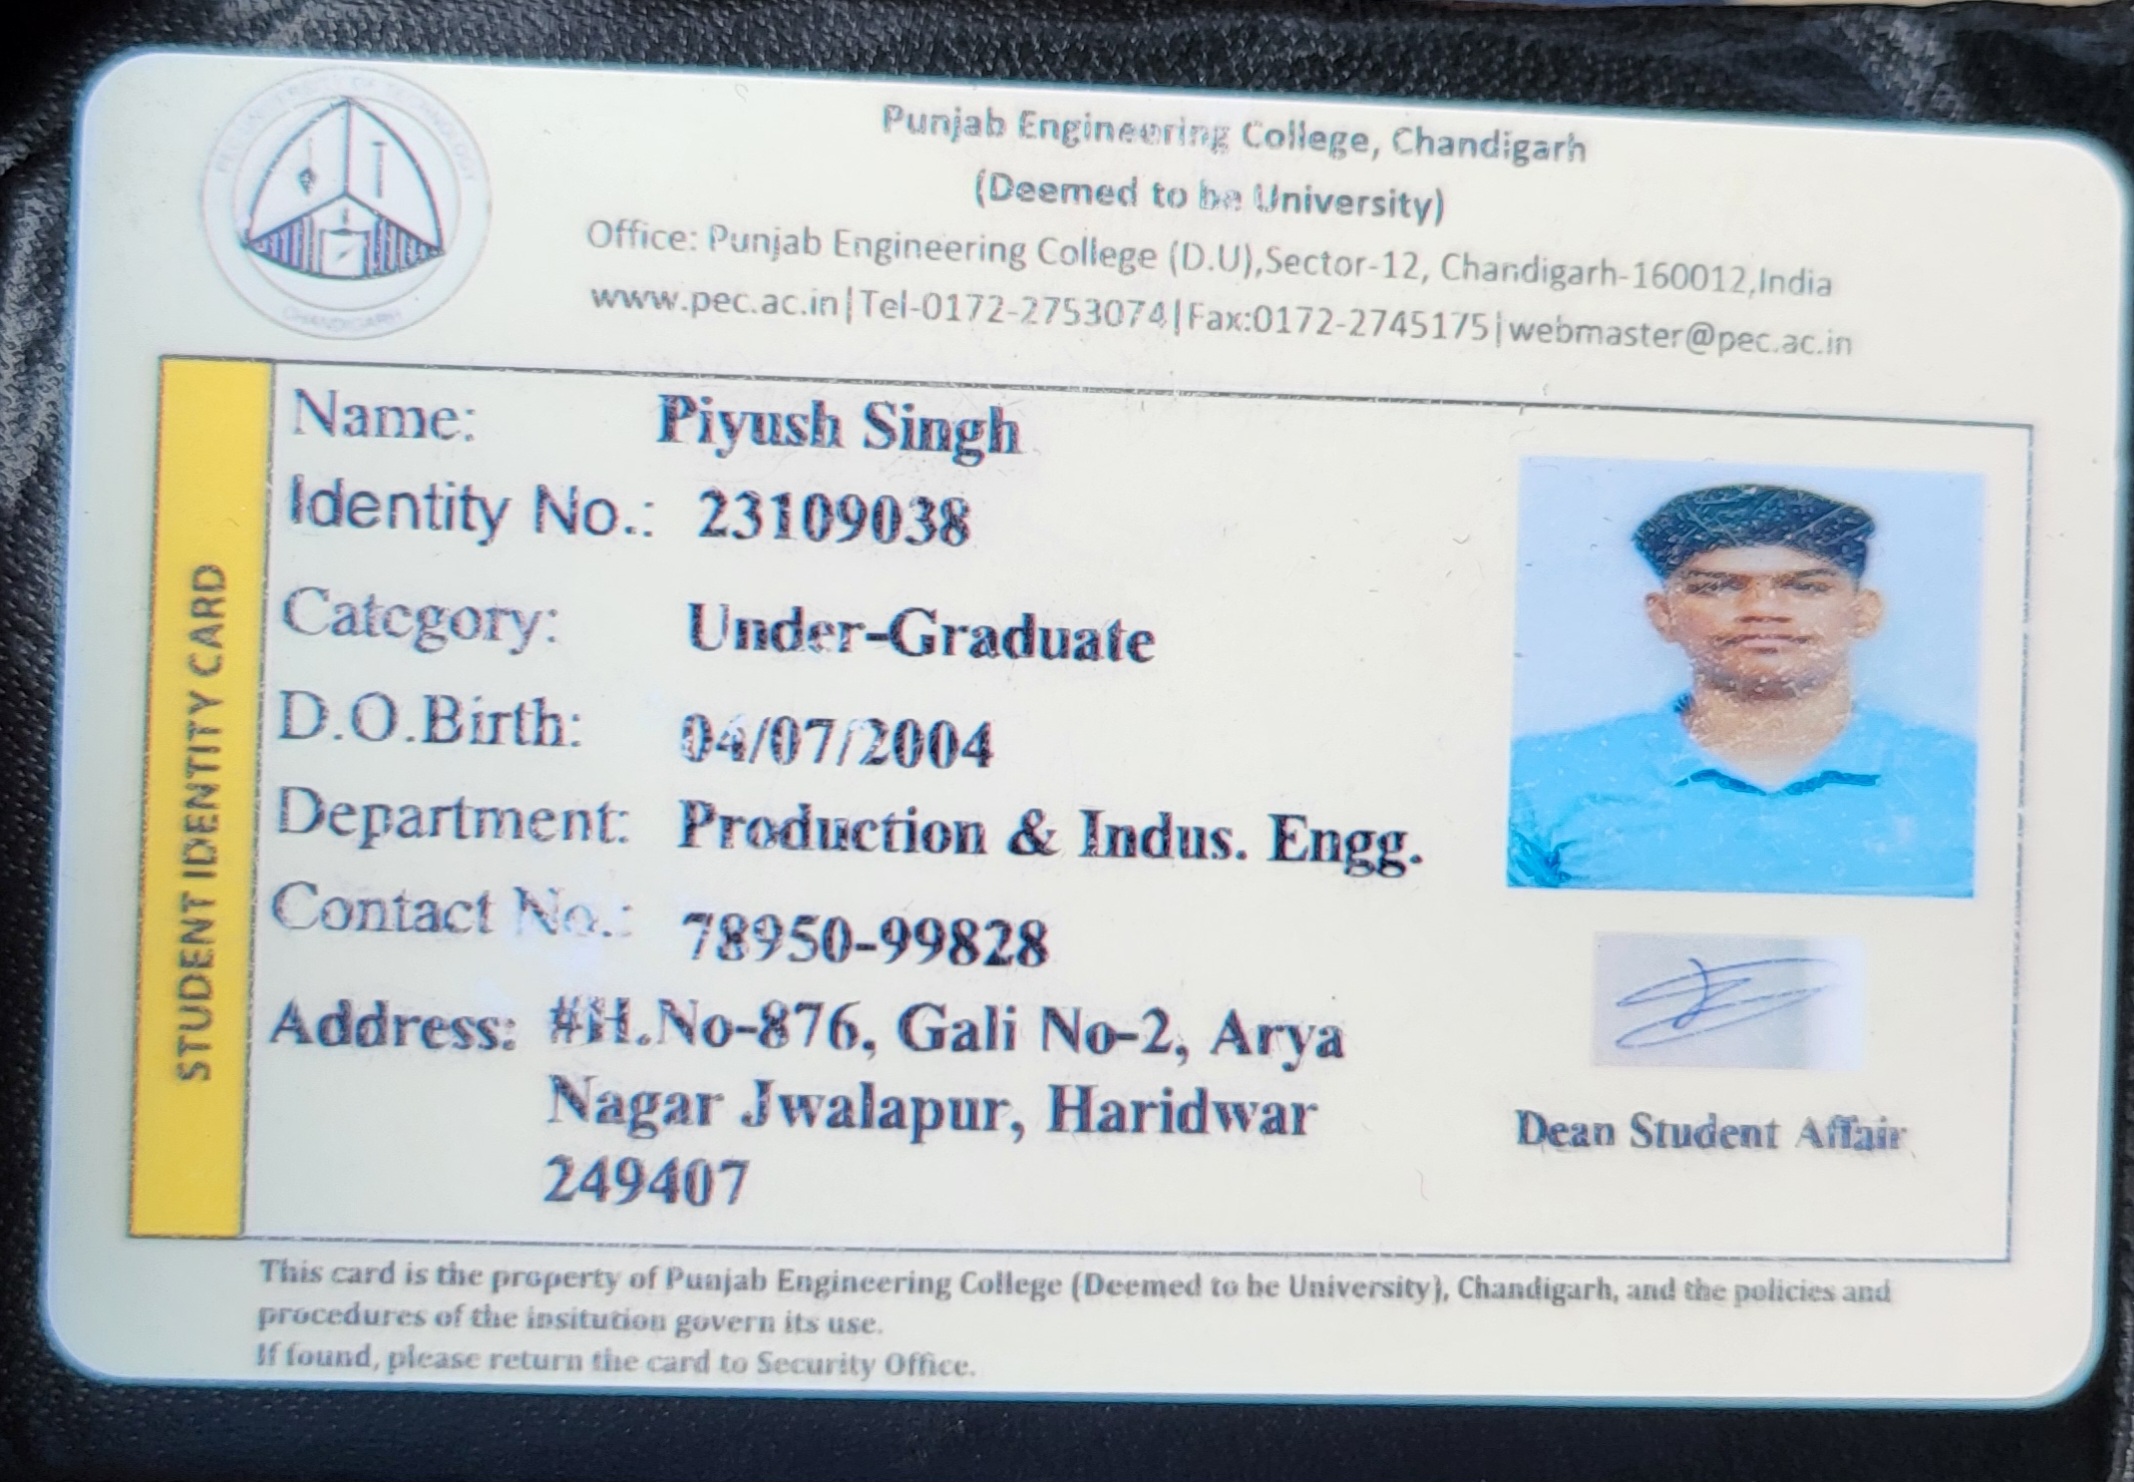 PEC UNIVERSITY OF TECHNOLOGY
CHANDIGARH
Punjab Engineering College, Chandigarh
(Deemed to be University)
Office: Punjab Engineering College (D.U),Sector-12, Chandigarh-160012,India
www.pec.ac.in|Tel-0172-2753074|Fax:0172-2745175|webmaster@pec.ac.in
STUDENT IDENTITY CARD
Name: Piyush Singh
Identity No.: 23109038
Category: Under-Graduate
D.O.Birth: 04/07/2004
Department: Production & Indus. Engg.
Contact No.: 78950-99828
Address: #H.No-876, Gali No-2, Arya
Nagar Jwalapur, Haridwar
249407
Dean Student Affair
This card is the property of Punjab Engineering College (Deemed to be University), Chandigarh, and the policies and
procedures of the insitution govern its use.
If found, please return the card to Security Office.